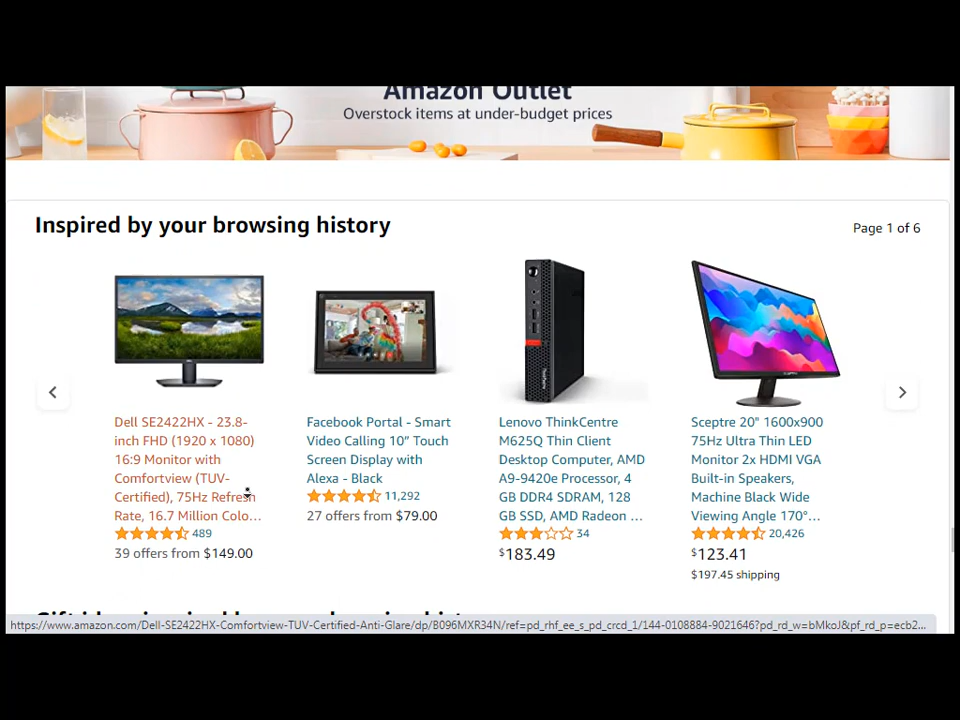 Amazon Outlet
Overstock items at under-budget prices
Inspired by your browsing history
Page 1 of 6
Dell SE2422HX - 23.8-
inch FHD (1920 x 1080)
16:9 Monitor with
Comfortview (TUV-
Certified), 75Hz Refresh
Rate, 16.7 Million Colo...
489
39 offers from $149.00
Facebook Portal - Smart
Video Calling 10” Touch
Screen Display with
Alexa - Black
11,292
27 offers from $79.00
Lenovo ThinkCentre
M625Q Thin Client
Desktop Computer, AMD
A9-9420e Processor, 4
GB DDR4 SDRAM, 128
GB SSD, AMD Radeon ...
34
$183.49
Sceptre 20" 1600x900
75Hz Ultra Thin LED
Monitor 2x HDMI VGA
Built-in Speakers,
Machine Black Wide
Viewing Angle 170°...
20,426
$123.41
$197.45 shipping
https://www.amazon.com/Dell-SE2422HX-Comfortview-TUV-Certified-Anti-Glare/dp/B096MXR34N/ref=pd_rhf_ee_s_pd_crcd_1/144-0108884-9021646?pd_rd_w=bMkoJ&pf_rd_p=ecb2...